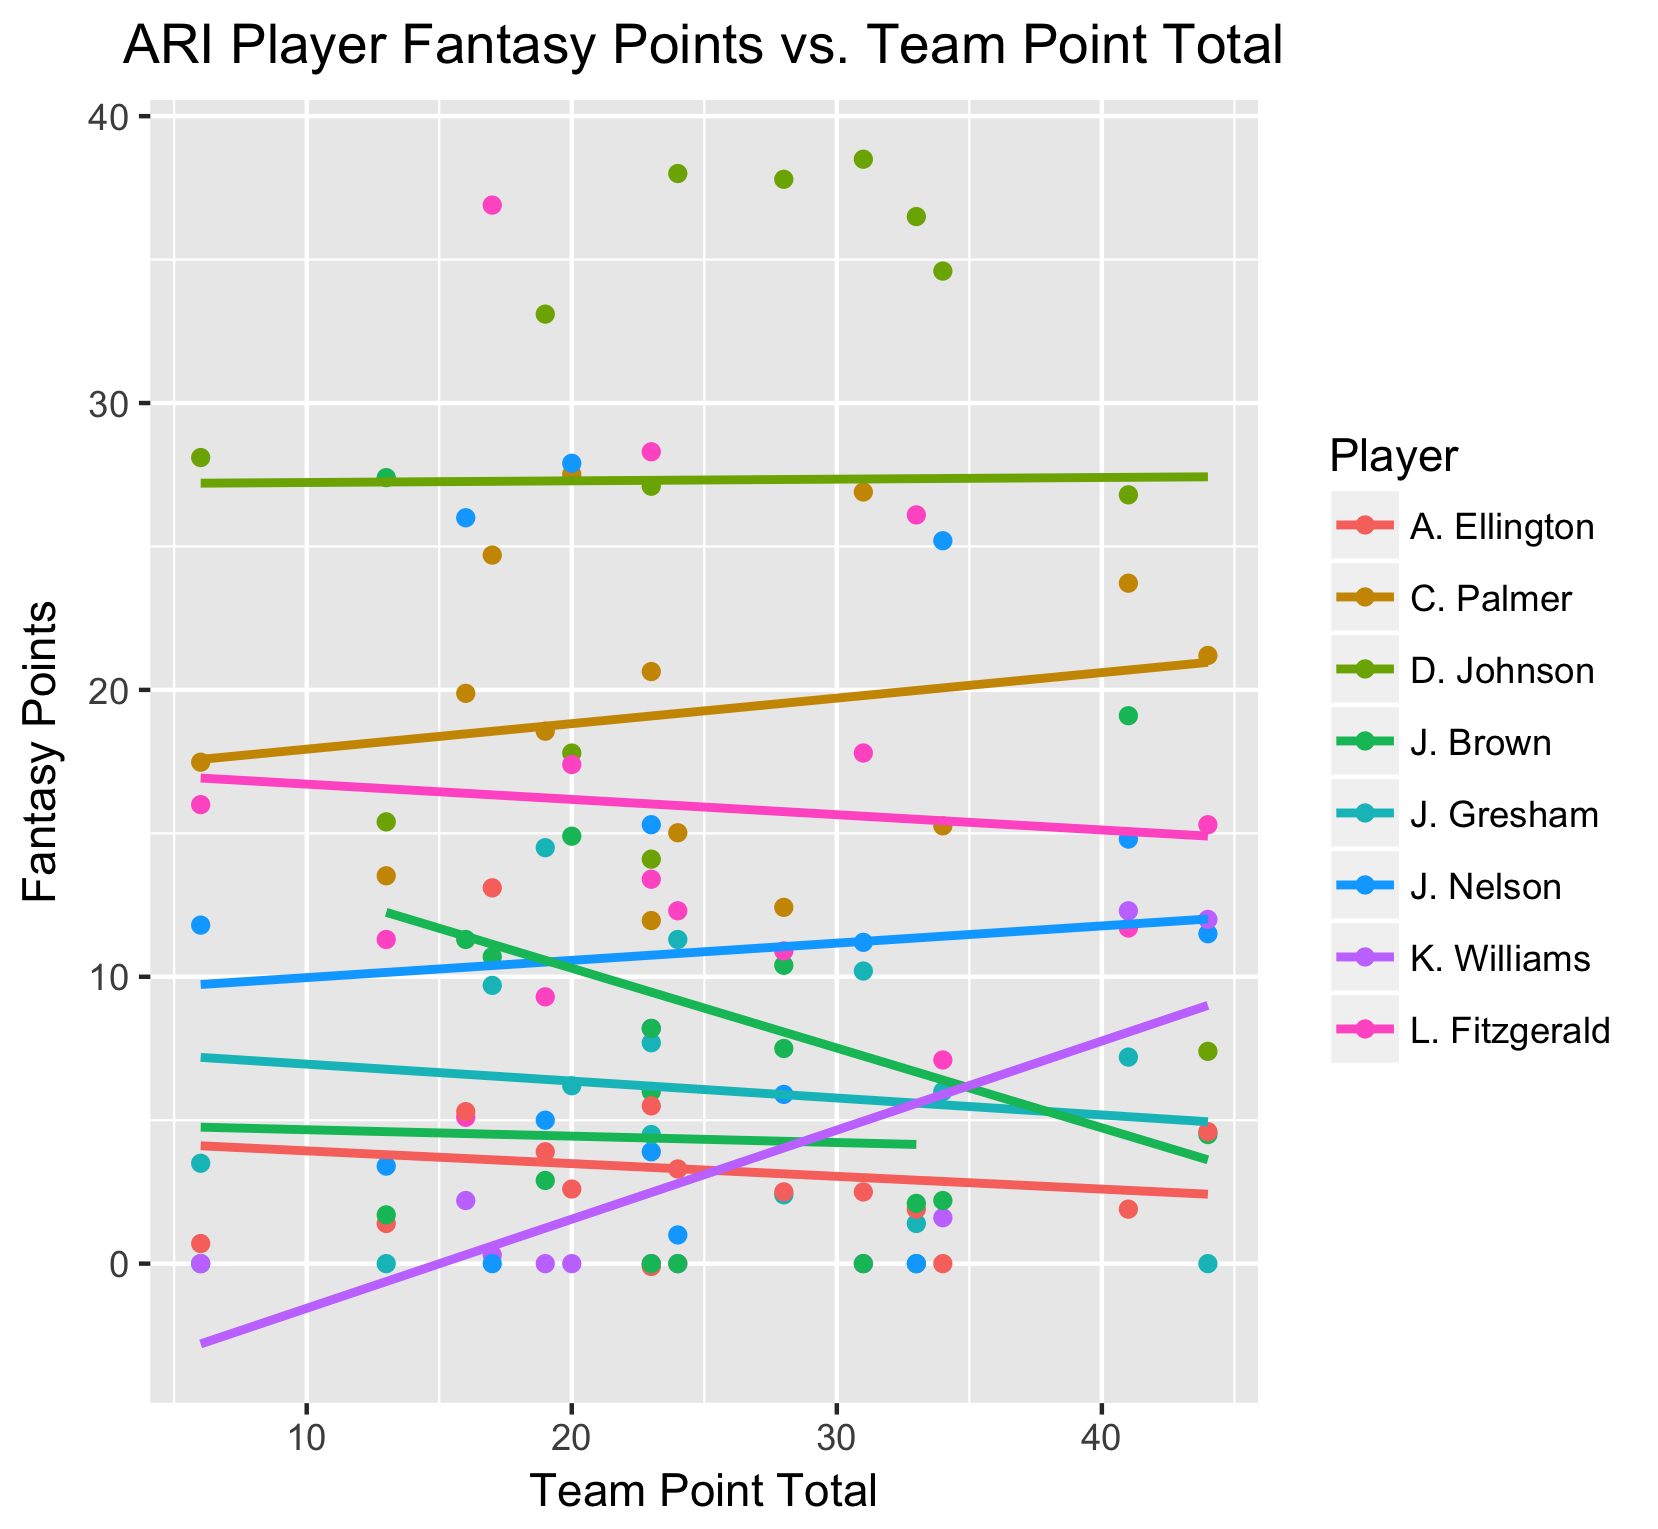 ARI Player Fantasy Points vs. Team Point Total
40
30
20
10
0
Fantasy Points
10
20
30
40
Team Point Total
Player
A. Ellington
C. Palmer
D. Johnson
J. Brown
J. Gresham
J. Nelson
K. Williams
L. Fitzgerald